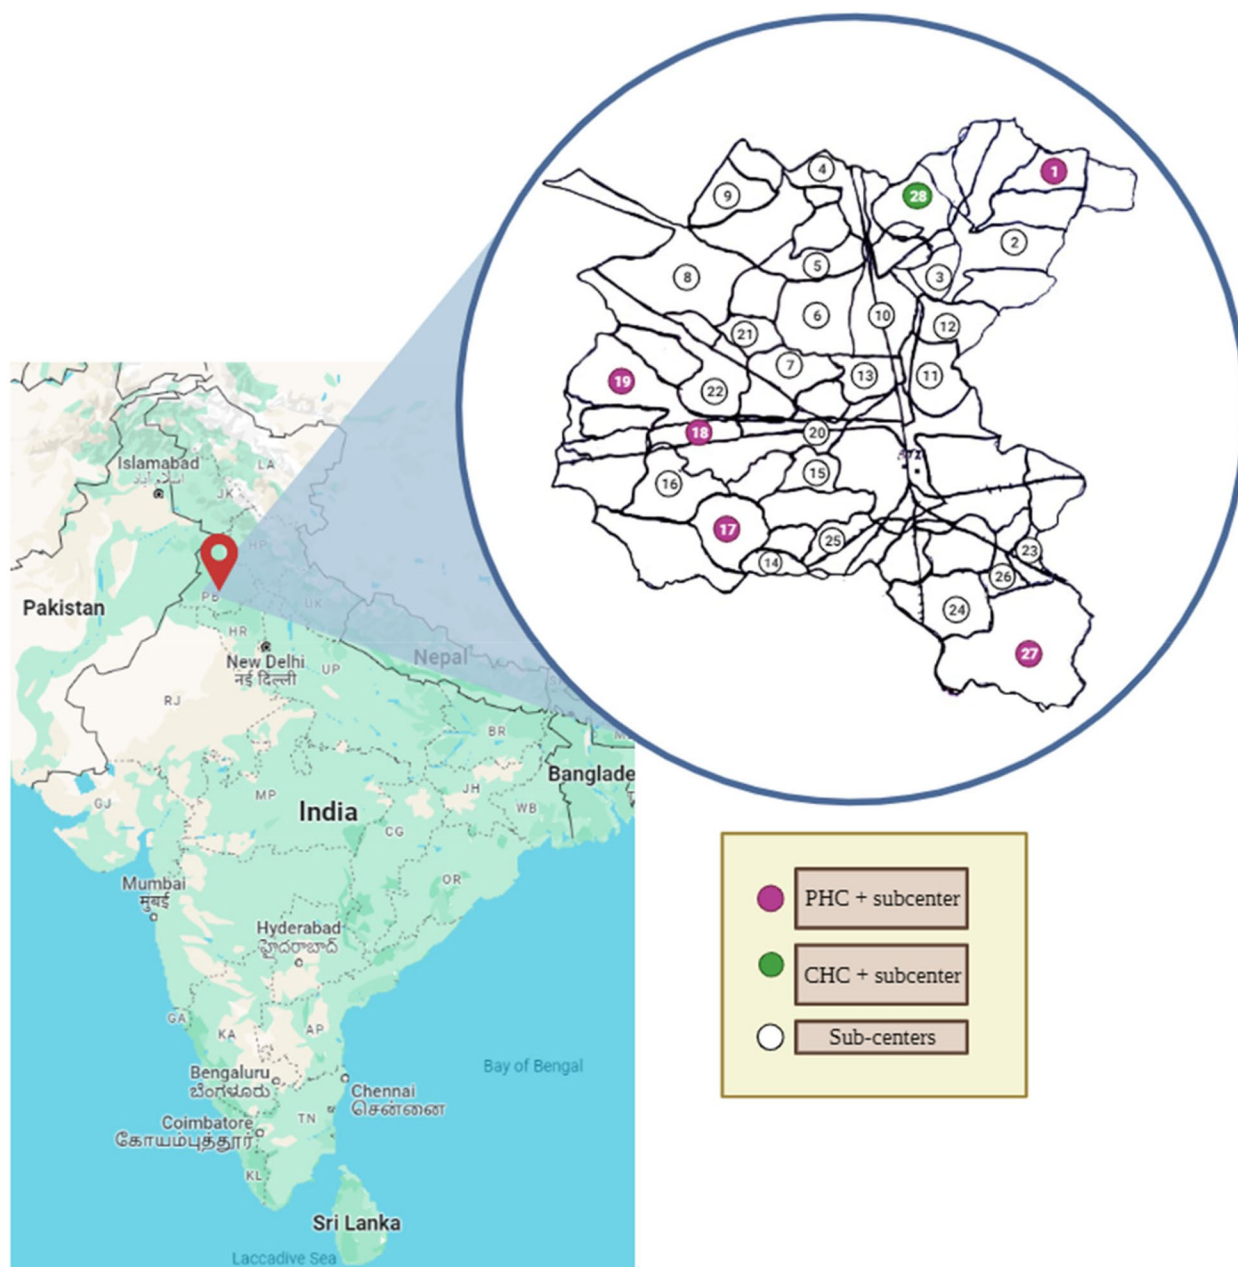 1
4
9
28
2
5
3
8
6
10
12
21
7
13
11
19
22
18
20
15
16
17
25
14
23
26
24
27
Islamabad
LA
JK
HP
PB
Pakistan
UK
HR
New Delhi
नई दिल्ली
UP
Nepal
RJ
BR
Banglade
GJ
MP
India
JH
WB
CG
Mumbai
मुंबई
OR
Hyderabad
హైదరాబాద్
GA
KA
AP
Bay of Bengal
Bengaluru
ಬೆಂಗಳೂರು
Chennai
சென்னை
TN
Coimbatore
கோயம்புத்தூர்
KL
Sri Lanka
Laccadive Sea
PHC + subcenter
CHC + subcenter
Sub-centers